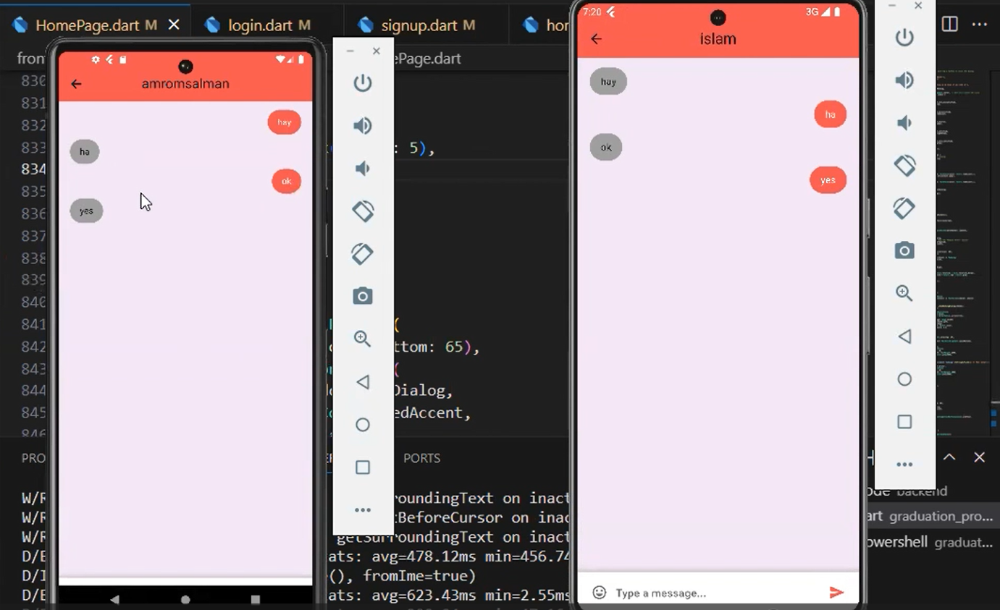 HomePage.dart M
login.dart M
signup.dart M
hor
fron
ePage.dart
7:20
3G
islam
amromsalman
hay
ha
ok
yes
hay
ha
ok
yes
830
831
832
833
: 5),
834
835
836
837
838
839
840
841
(
842
ttom: 65),
843
(
844
Dialog,
845
edAccent,
846
PRO
PORTS
W/R
roundingText on inact
W/R
tBeforeCursor on inac
W/R
getSurroundingText on inact
D/E
ats: avg=478.12ms min=456.74
D/I
(), fromIme=true)
D/E
ats: avg=623.43ms min=2.55ms
Type a message...
ode backend
art graduation_pro...
owershell graduat...